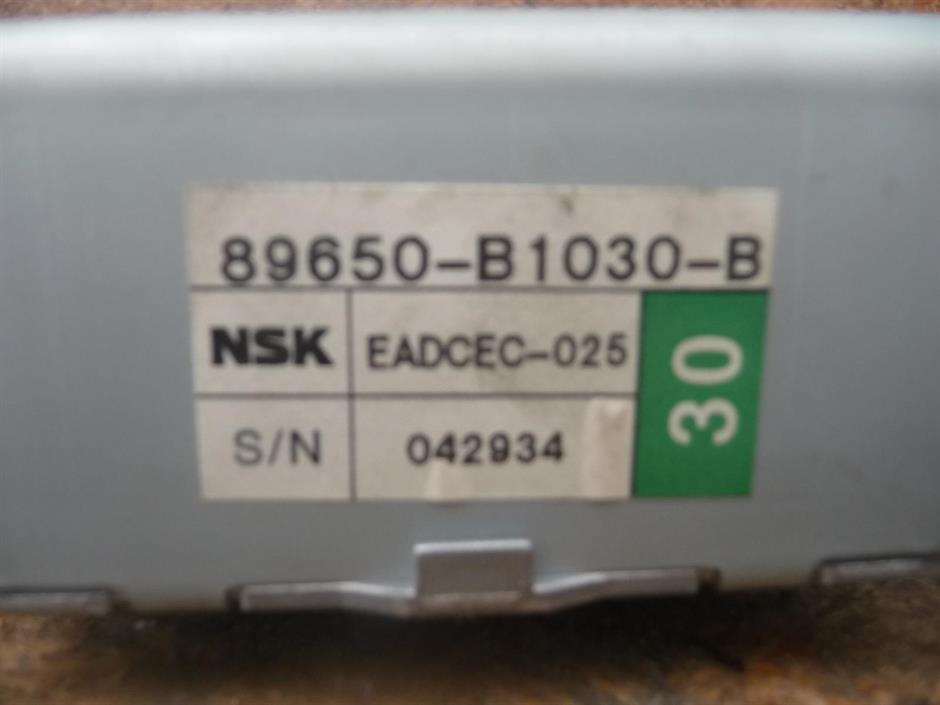 89650-B1030-B
NSK EADCEC-025
S/N 042934
30